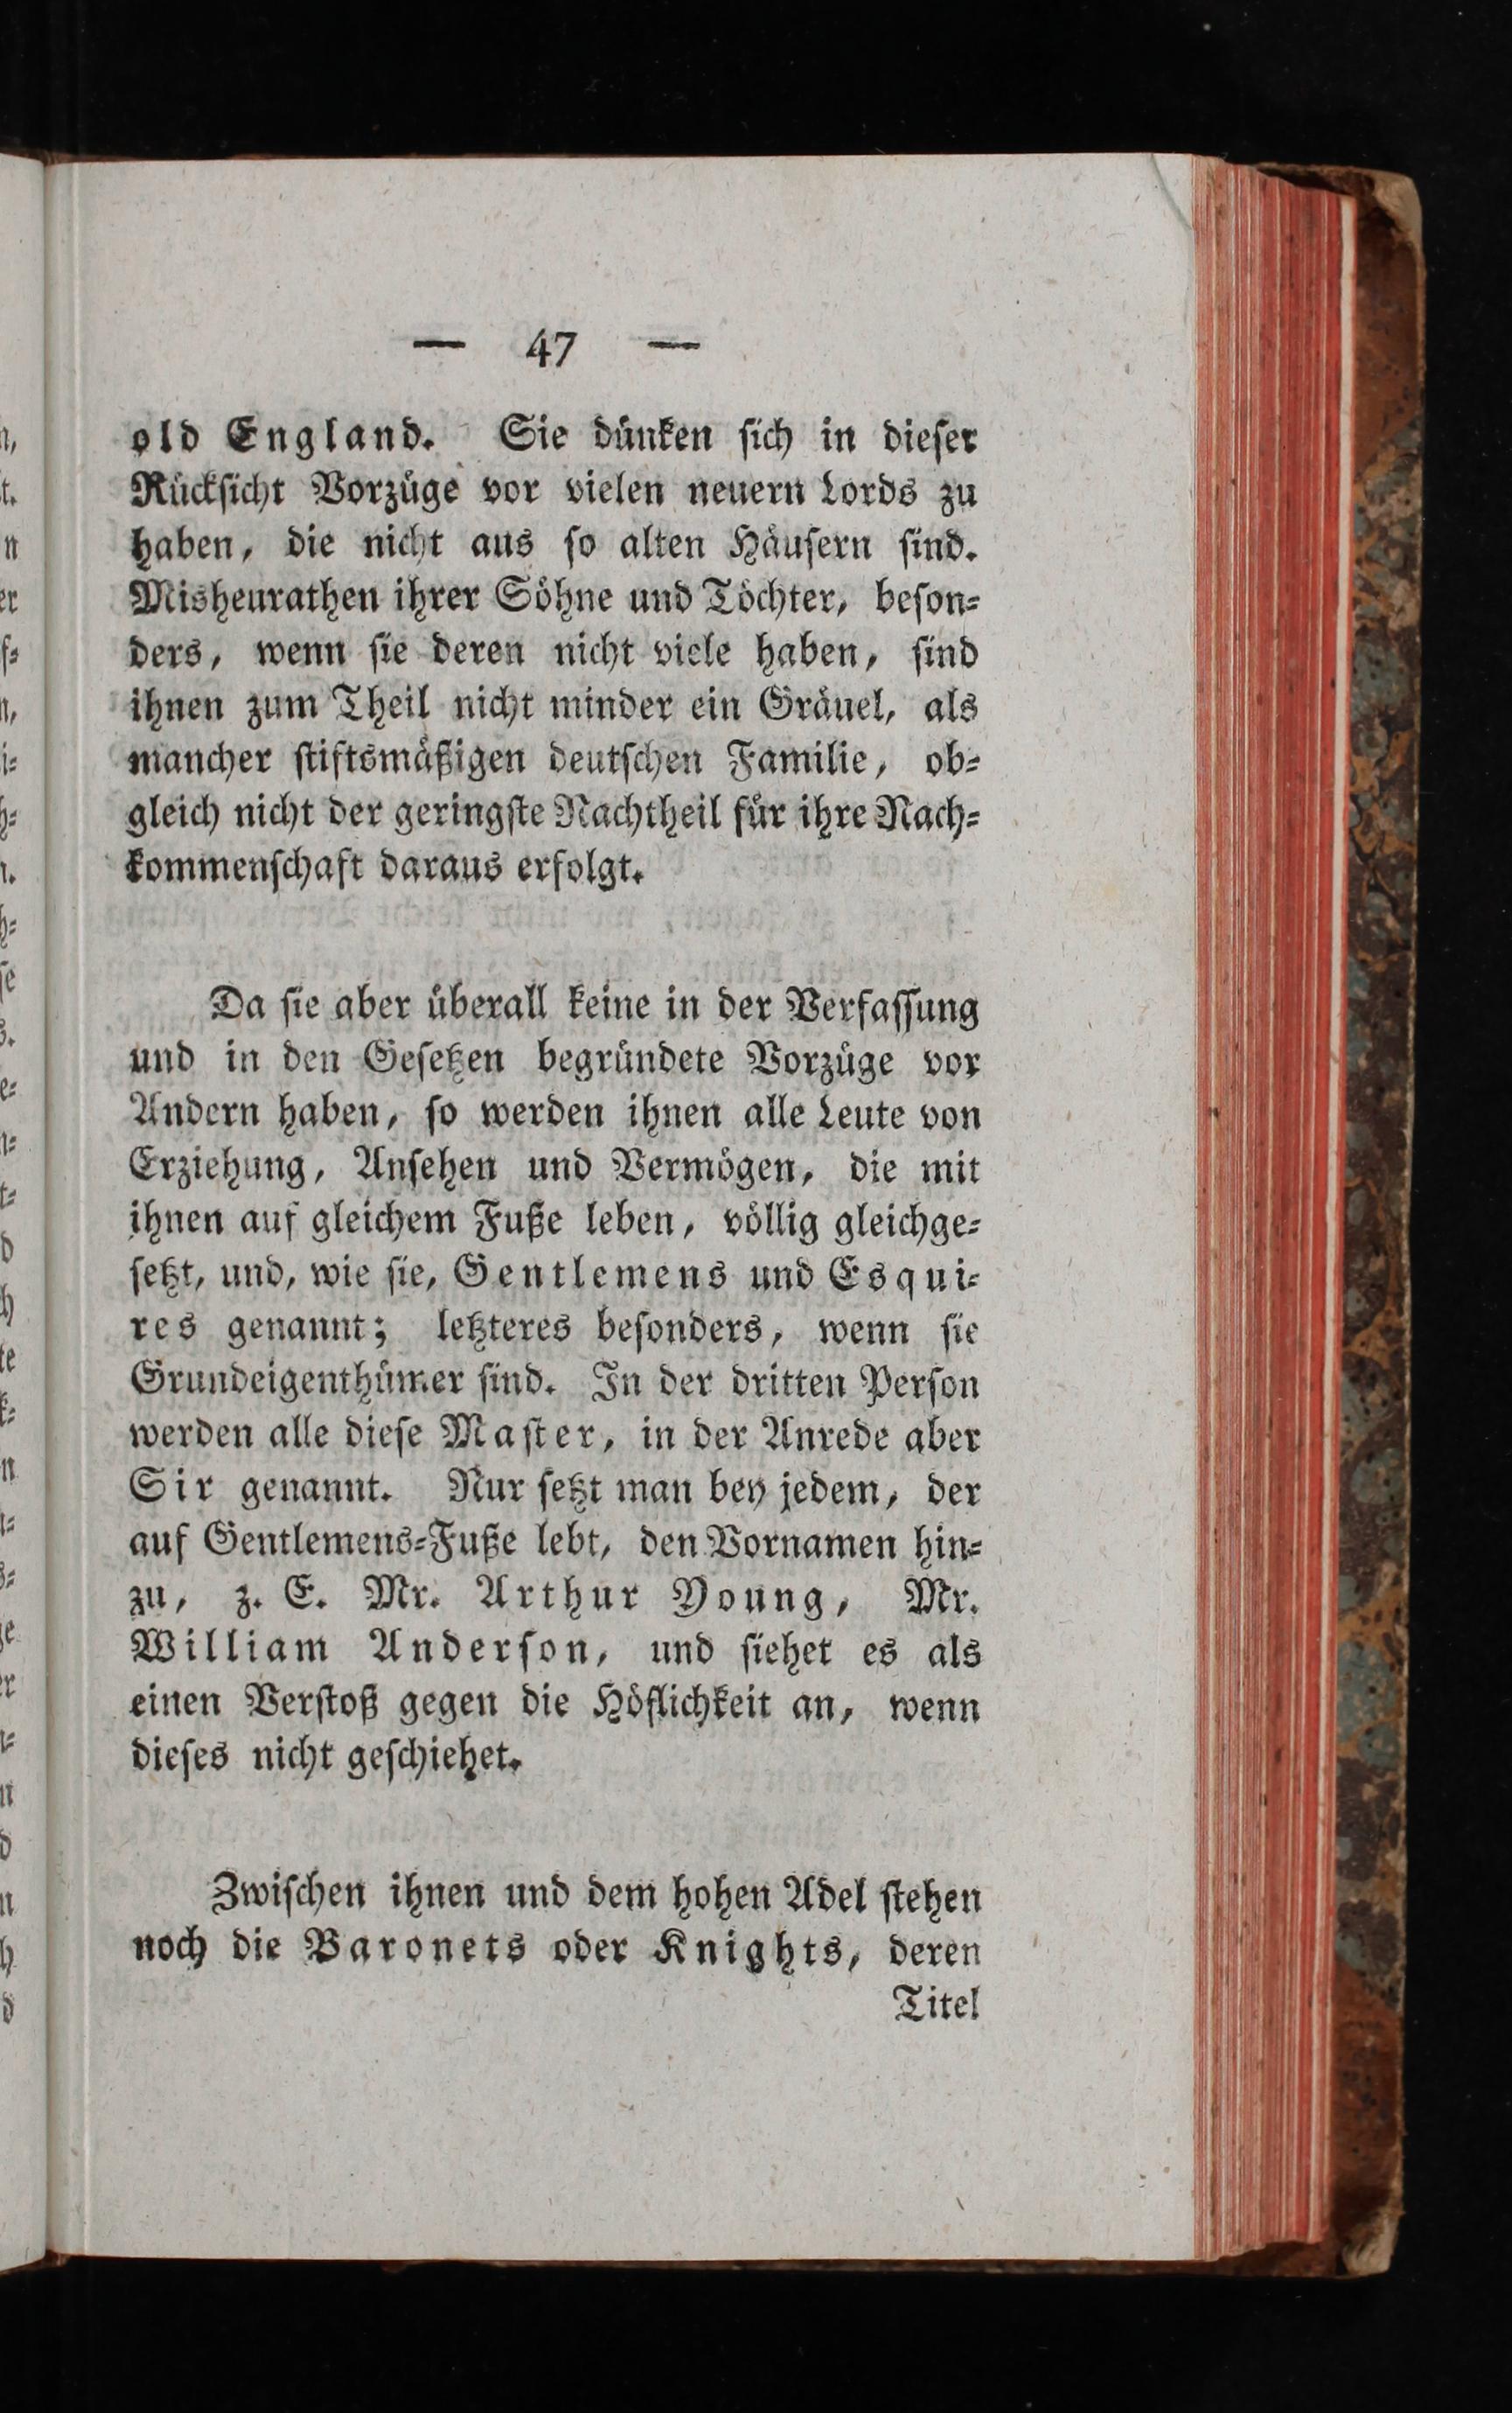 — 47 —
old England. Sie dünken sich in dieser
Rücksicht Vorzüge vor vielen neuern Lords zu
haben, die nicht aus so alten Häusern sind.
Misheurathen ihrer Söhne und Töchter, beson-
ders, wenn sie deren nicht viele haben, sind
ihnen zum Theil nicht minder ein Gräuel, als
mancher stiftsmäßigen deutschen Familie, ob-
gleich nicht der geringste Nachtheil für ihre Nach-
kommenschaft daraus erfolgt.
Da sie aber überall keine in der Verfassung
und in den Gesetzen begründete Vorzüge vor
Andern haben, so werden ihnen alle Leute von
Erziehung, Ansehen und Vermögen, die mit
ihnen auf gleichem Fuße leben, völlig gleichge-
setzt, und, wie sie, Gentlemens und Esqui-
res genannt; letzteres besonders, wenn sie
Grundeigenthümer sind. In der dritten Person
werden alle diese Master, in der Anrede aber
Sir genannt. Nur setzt man bey jedem, der
auf Gentlemens-Fuße lebt, den Vornamen hin-
zu, z. E. Mr. Arthur Young, Mr.
William Anderson, und siehet es als
einen Verstoß gegen die Höflichkeit an, wenn
dieses nicht geschiehet.
Zwischen ihnen und dem hohen Adel stehen
noch die Baronets oder Knights, deren
Titel